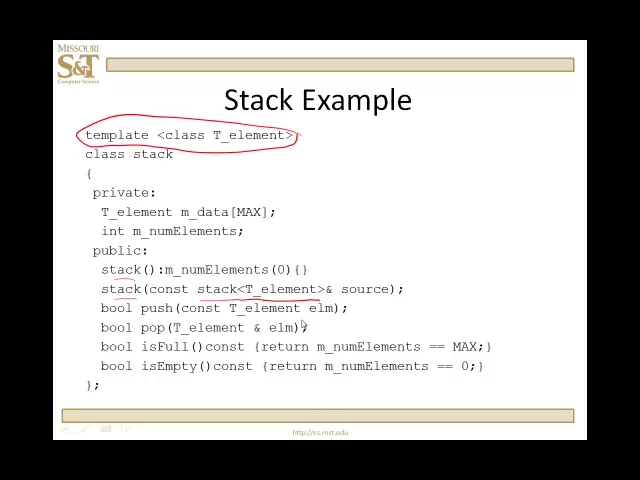 MISSOURI
S&T
Computer Science
Stack Example
template <class T_element>
class stack
{
private:
T_element m_data[MAX];
int m_numElements;
public:
stack():m_numElements(0){}
stack(const stack<T_element>& source);
bool push(const T_element elm);
bool pop(T_element & elm);
bool isFull()const {return m_numElements == MAX;}
bool isEmpty()const {return m_numElements == 0;}
};
http://cs.mst.edu